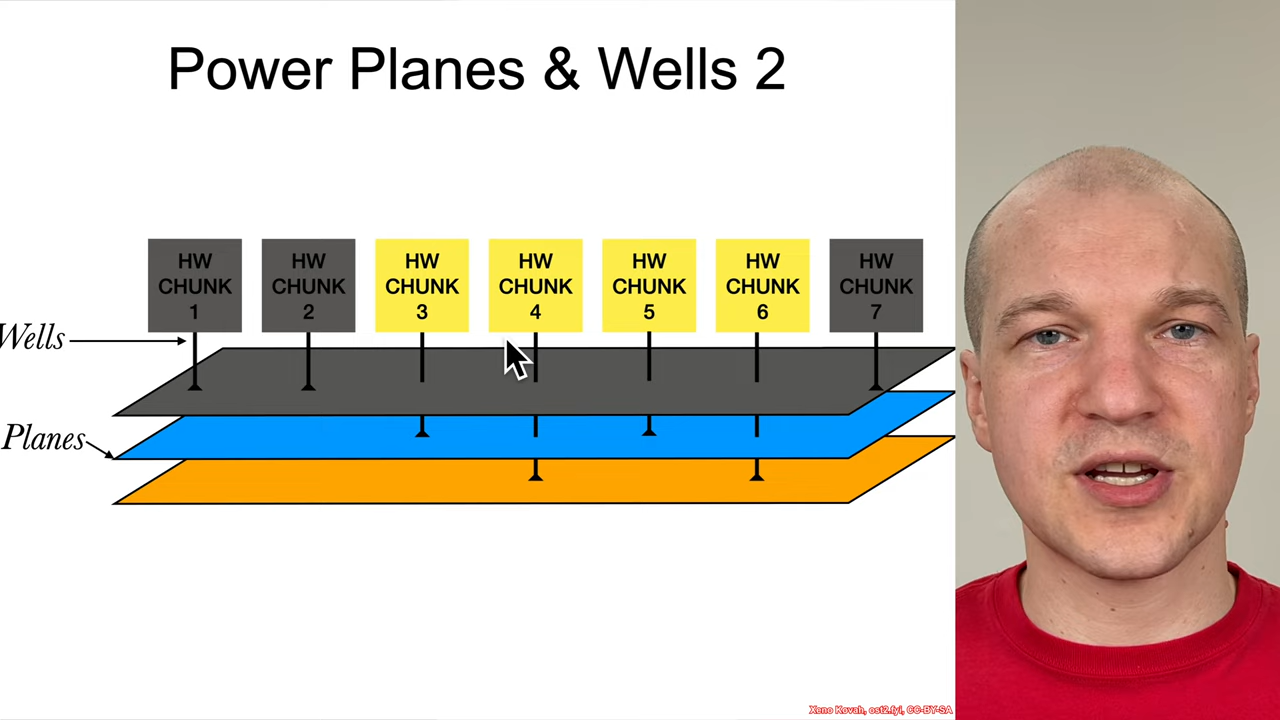 Power Planes & Wells 2
HW
CHUNK
1
HW
CHUNK
2
HW
CHUNK
3
HW
CHUNK
4
HW
CHUNK
5
HW
CHUNK
6
HW
CHUNK
7
Wells
Planes
Xeno Kovah, ost2.fyi, CC-BY-SA